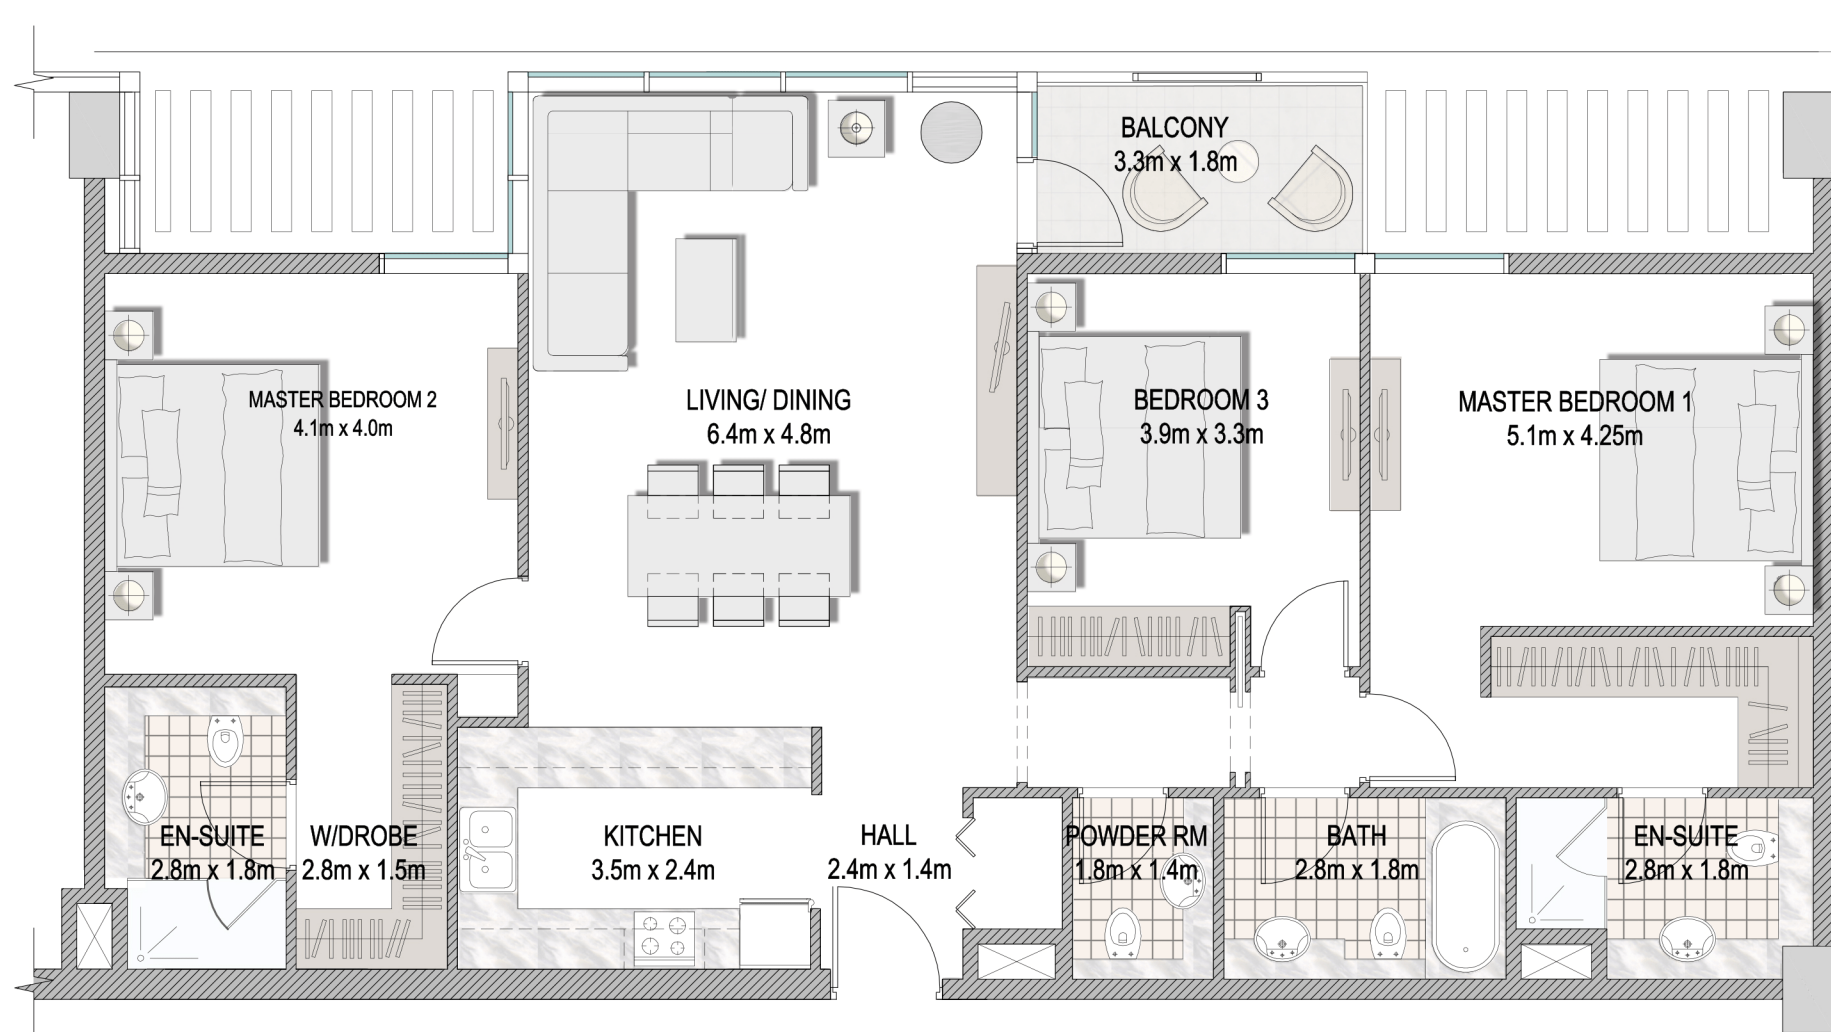 BALCONY
3.3m x 1.8m
MASTER BEDROOM 2
4.1m x 4.0m
LIVING/ DINING
6.4m x 4.8m
BEDROOM 3
3.9m x 3.3m
MASTER BEDROOM 1
5.1m x 4.25m
EN-SUITE
2.8m x 1.8m
W/DROBE
2.8m x 1.5m
KITCHEN
3.5m x 2.4m
HALL
2.4m x 1.4m
POWDER RM
1.8m x 1.4m
BATH
2.8m x 1.8m
EN-SUITE
2.8m x 1.8m